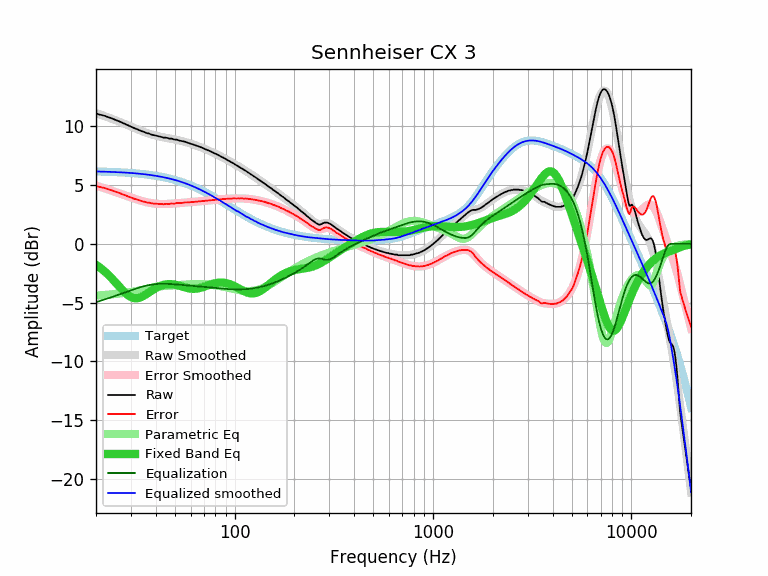 Sennheiser CX 3
Amplitude (dBr)
10
5
0
−5
−10
−15
−20
Target
Raw Smoothed
Error Smoothed
Raw
Error
Parametric Eq
Fixed Band Eq
Equalization
Equalized smoothed
100
1000
10000
Frequency (Hz)